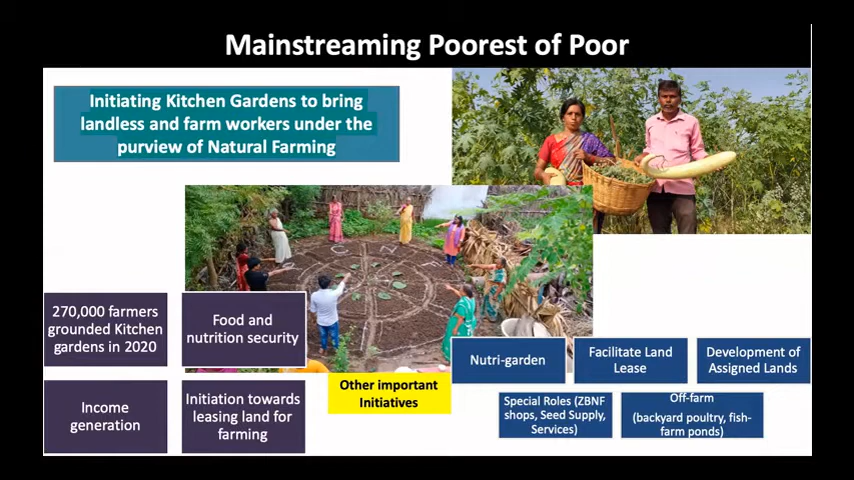 Mainstreaming Poorest of Poor
Initiating Kitchen Gardens to bring
landless and farm workers under the
purview of Natural Farming
270,000 farmers
grounded Kitchen
gardens in 2020
Food and
nutrition security
Income
generation
Initiation towards
leasing land for
farming
Other important
Initiatives
Nutri-garden
Facilitate Land
Lease
Development of
Assigned Lands
Special Roles (ZBNF
shops, Seed Supply,
Services)
Off-farm
(backyard poultry, fish-
farm ponds)